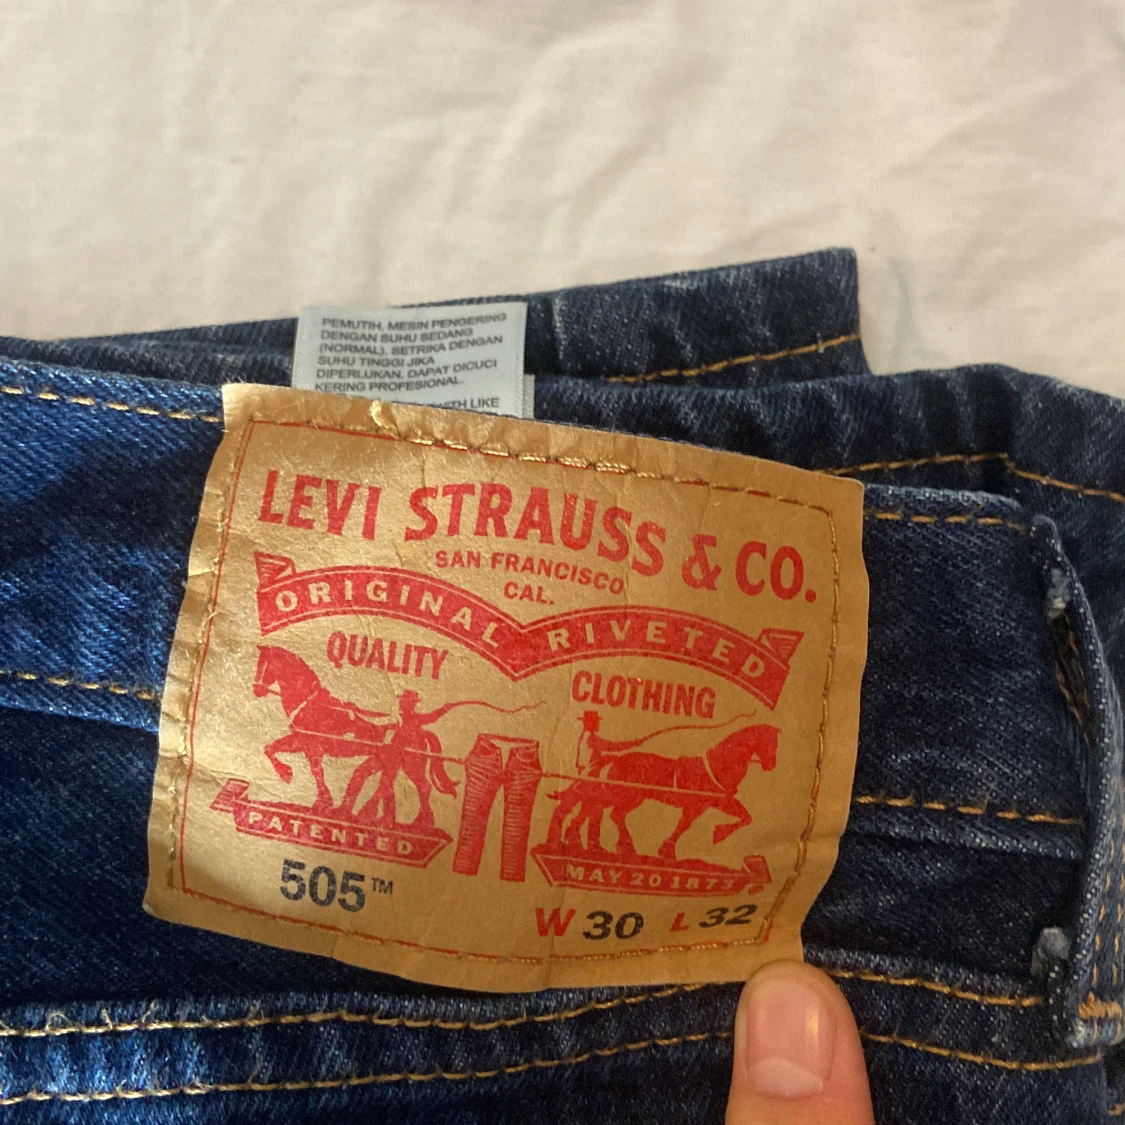 PEMUTIH, MESIN PENGERING
DENGAN SUHU SEDANG
(NORMAL), SETRIKA DENGAN
SUHU TINGGI JIKA
DIPERLUKAN. DAPAT DICUCI
KERING PROFESIONAL.
LIKE
LEVI STRAUSS & CO.
SAN FRANCISCO
CAL.
ORIGINAL RIVETED
QUALITY CLOTHING
PATENTED MAY 20 1873 ®
505™
W 30 L 32